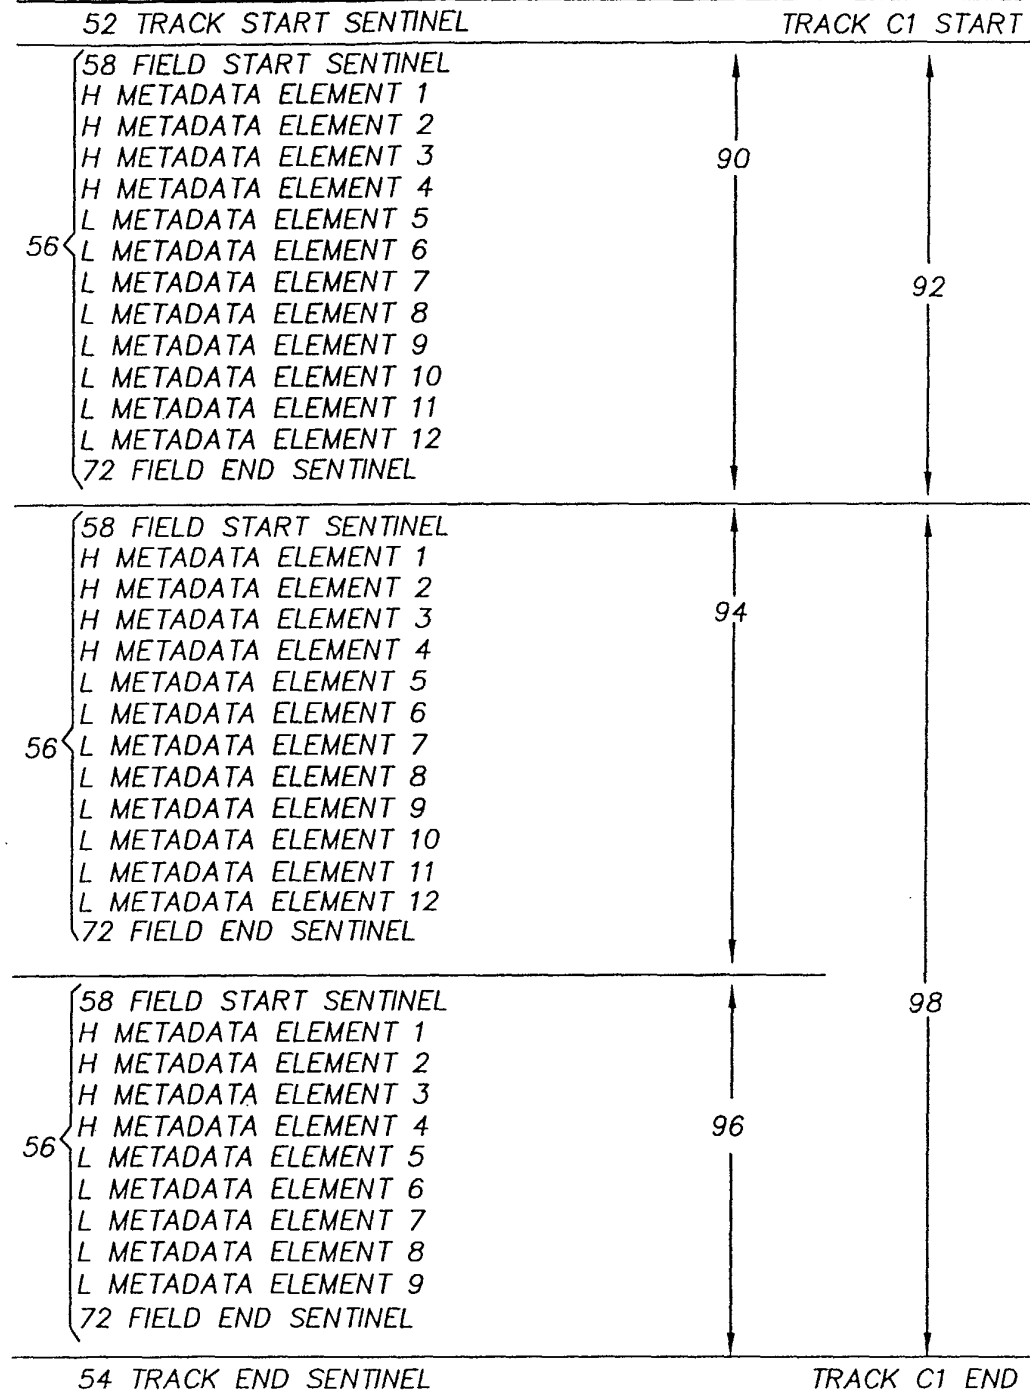 52 TRACK START SENTINEL TRACK C1 START
58 FIELD START SENTINEL
H METADATA ELEMENT 1
H METADATA ELEMENT 2
H METADATA ELEMENT 3 90
H METADATA ELEMENT 4
L METADATA ELEMENT 5
56 L METADATA ELEMENT 6
L METADATA ELEMENT 7 92
L METADATA ELEMENT 8
L METADATA ELEMENT 9
L METADATA ELEMENT 10
L METADATA ELEMENT 11
L METADATA ELEMENT 12
72 FIELD END SENTINEL
58 FIELD START SENTINEL
H METADATA ELEMENT 1
H METADATA ELEMENT 2
H METADATA ELEMENT 3 94
H METADATA ELEMENT 4
L METADATA ELEMENT 5
L METADATA ELEMENT 6
56 L METADATA ELEMENT 7
L METADATA ELEMENT 8
L METADATA ELEMENT 9
L METADATA ELEMENT 10
L METADATA ELEMENT 11
L METADATA ELEMENT 12
72 FIELD END SENTINEL
58 FIELD START SENTINEL 98
H METADATA ELEMENT 1
H METADATA ELEMENT 2
H METADATA ELEMENT 3
H METADATA ELEMENT 4 96
56 L METADATA ELEMENT 5
L METADATA ELEMENT 6
L METADATA ELEMENT 7
L METADATA ELEMENT 8
L METADATA ELEMENT 9
72 FIELD END SENTINEL
54 TRACK END SENTINEL TRACK C1 END